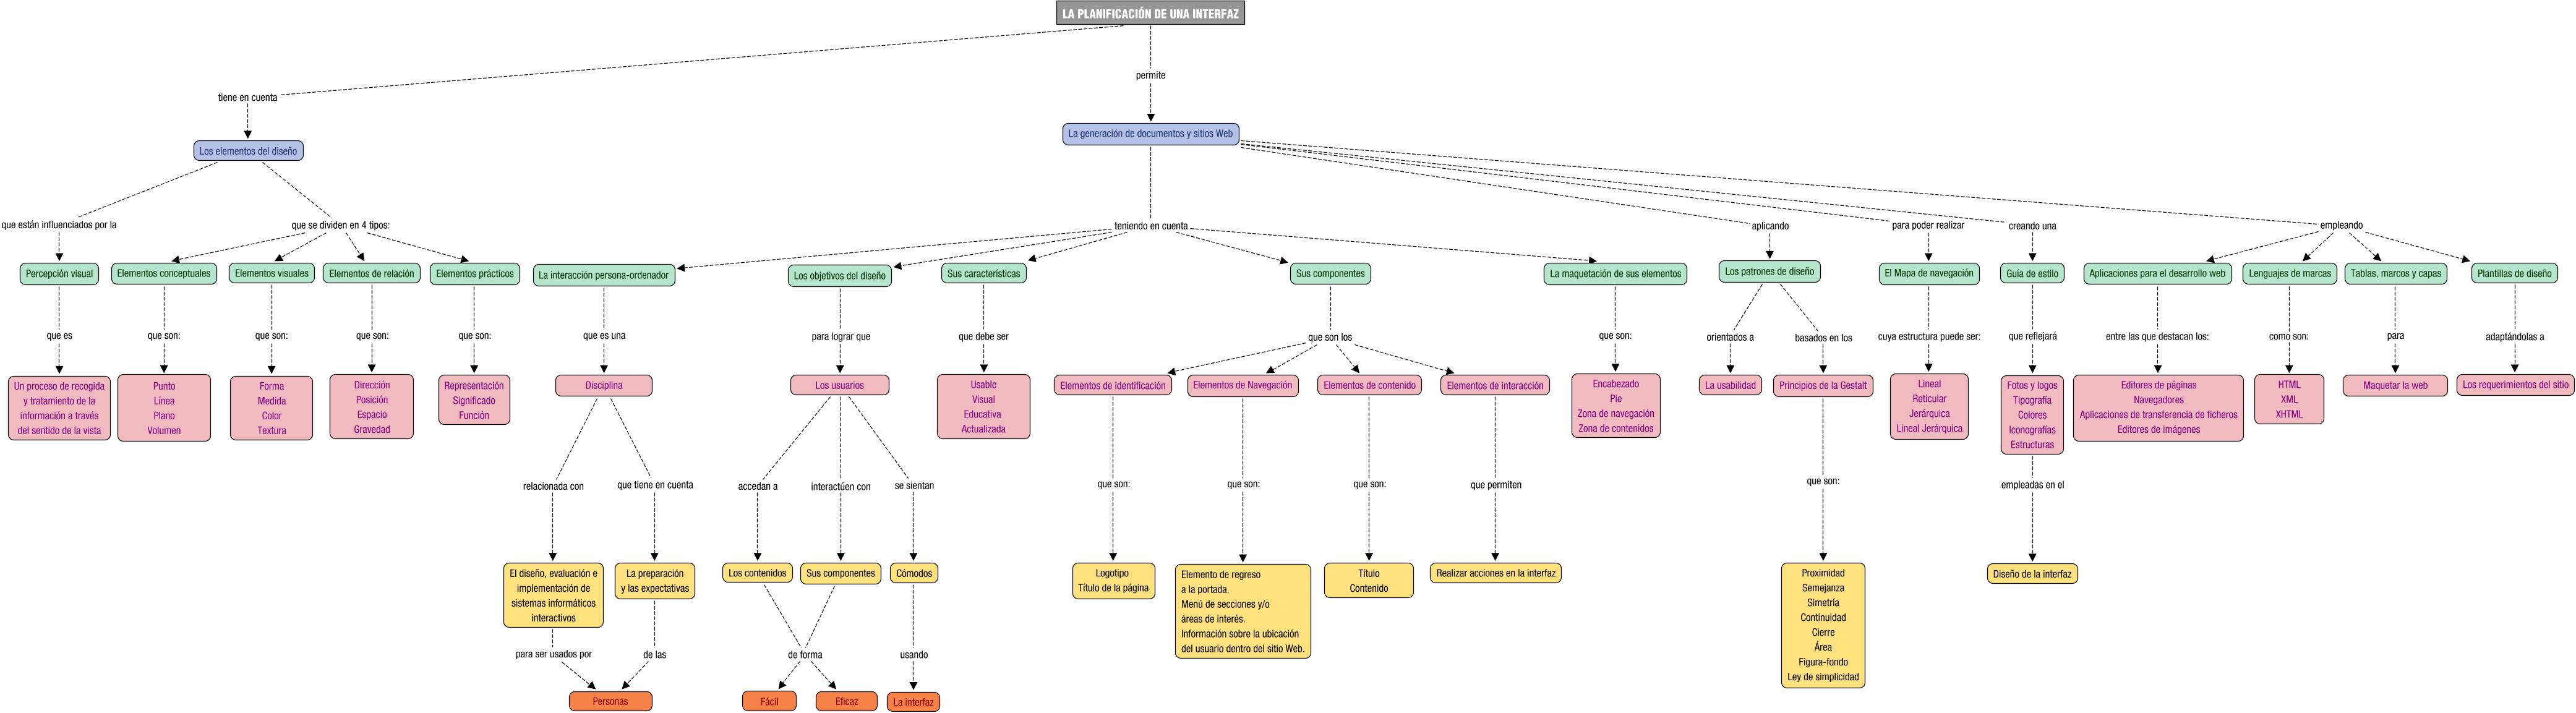 LA PLANIFICACIÓN DE UNA INTERFAZ
permite
tiene en cuenta
La generación de documentos y sitios Web
Los elementos del diseño
que están influenciados por la
que se dividen en 4 tipos:
teniendo en cuenta
aplicando
para poder realizar
creando una
empleando
Percepción visual
Elementos conceptuales
Elementos visuales
Elementos de relación
Elementos prácticos
La interacción persona-ordenador
Los objetivos del diseño
Sus características
Sus componentes
La maquetación de sus elementos
Los patrones de diseño
El Mapa de navegación
Guía de estilo
Aplicaciones para el desarrollo web
Lenguajes de marcas
Tablas, marcos y capas
Plantillas de diseño
que es
que son:
que son:
que son:
que son:
que es una
para lograr que
que debe ser
que son los
que son:
orientados a
basados en los
cuya estructura puede ser:
que reflejará
entre las que destacan los:
como son:
para
adaptándolas a
Un proceso de recogida
y tratamiento de la
información a través
del sentido de la vista
Punto
Línea
Plano
Volumen
Forma
Medida
Color
Textura
Dirección
Posición
Espacio
Gravedad
Representación
Significado
Función
Disciplina
Los usuarios
Usable
Visual
Educativa
Actualizada
Elementos de identificación
Elementos de Navegación
Elementos de contenido
Elementos de interacción
Encabezado
Pie
Zona de navegación
Zona de contenidos
La usabilidad
Principios de la Gestalt
Lineal
Reticular
Jerárquica
Lineal Jerárquica
Fotos y logos
Tipografía
Colores
Iconografías
Estructuras
Editores de páginas
Navegadores
Aplicaciones de transferencia de ficheros
Editores de imágenes
HTML
XML
XHTML
Maquetar la web
Los requerimientos del sitio
relacionada con
que tiene en cuenta
accedan a
interactúen con
se sientan
que son:
que son:
que son:
que permiten
que son:
empleadas en el
El diseño, evaluación e
implementación de
sistemas informáticos
interactivos
La preparación
y las expectativas
Los contenidos
Sus componentes
Cómodos
Logotipo
Título de la página
Elemento de regreso
a la portada.
Menú de secciones y/o
áreas de interés.
Información sobre la ubicación
del usuario dentro del sitio Web.
Título
Contenido
Realizar acciones en la interfaz
Proximidad
Semejanza
Simetría
Continuidad
Cierre
Área
Figura-fondo
Ley de simplicidad
Diseño de la interfaz
para ser usados por
de las
de forma
usando
Personas
Fácil
Eficaz
La interfaz